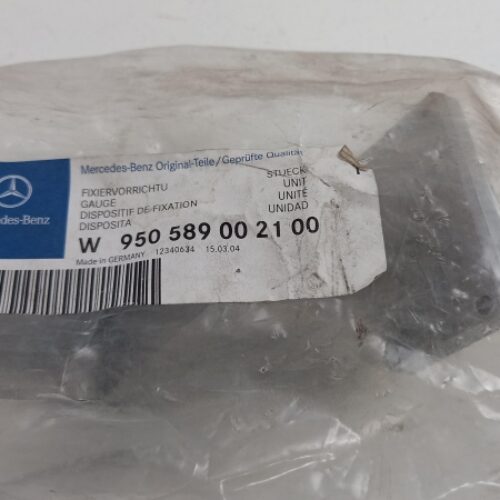 Mercedes-Benz Original-Teile/Geprüfte Qualität
Mercedes-Benz
FIXIERVORRICHTU STUECK
GAUGE UNIT
DISPOSITIF DE FIXATION UNITÉ
DISPOSITA UNIDAD
W 950 589 00 21 00
Made in GERMANY 12340634 15.03.04